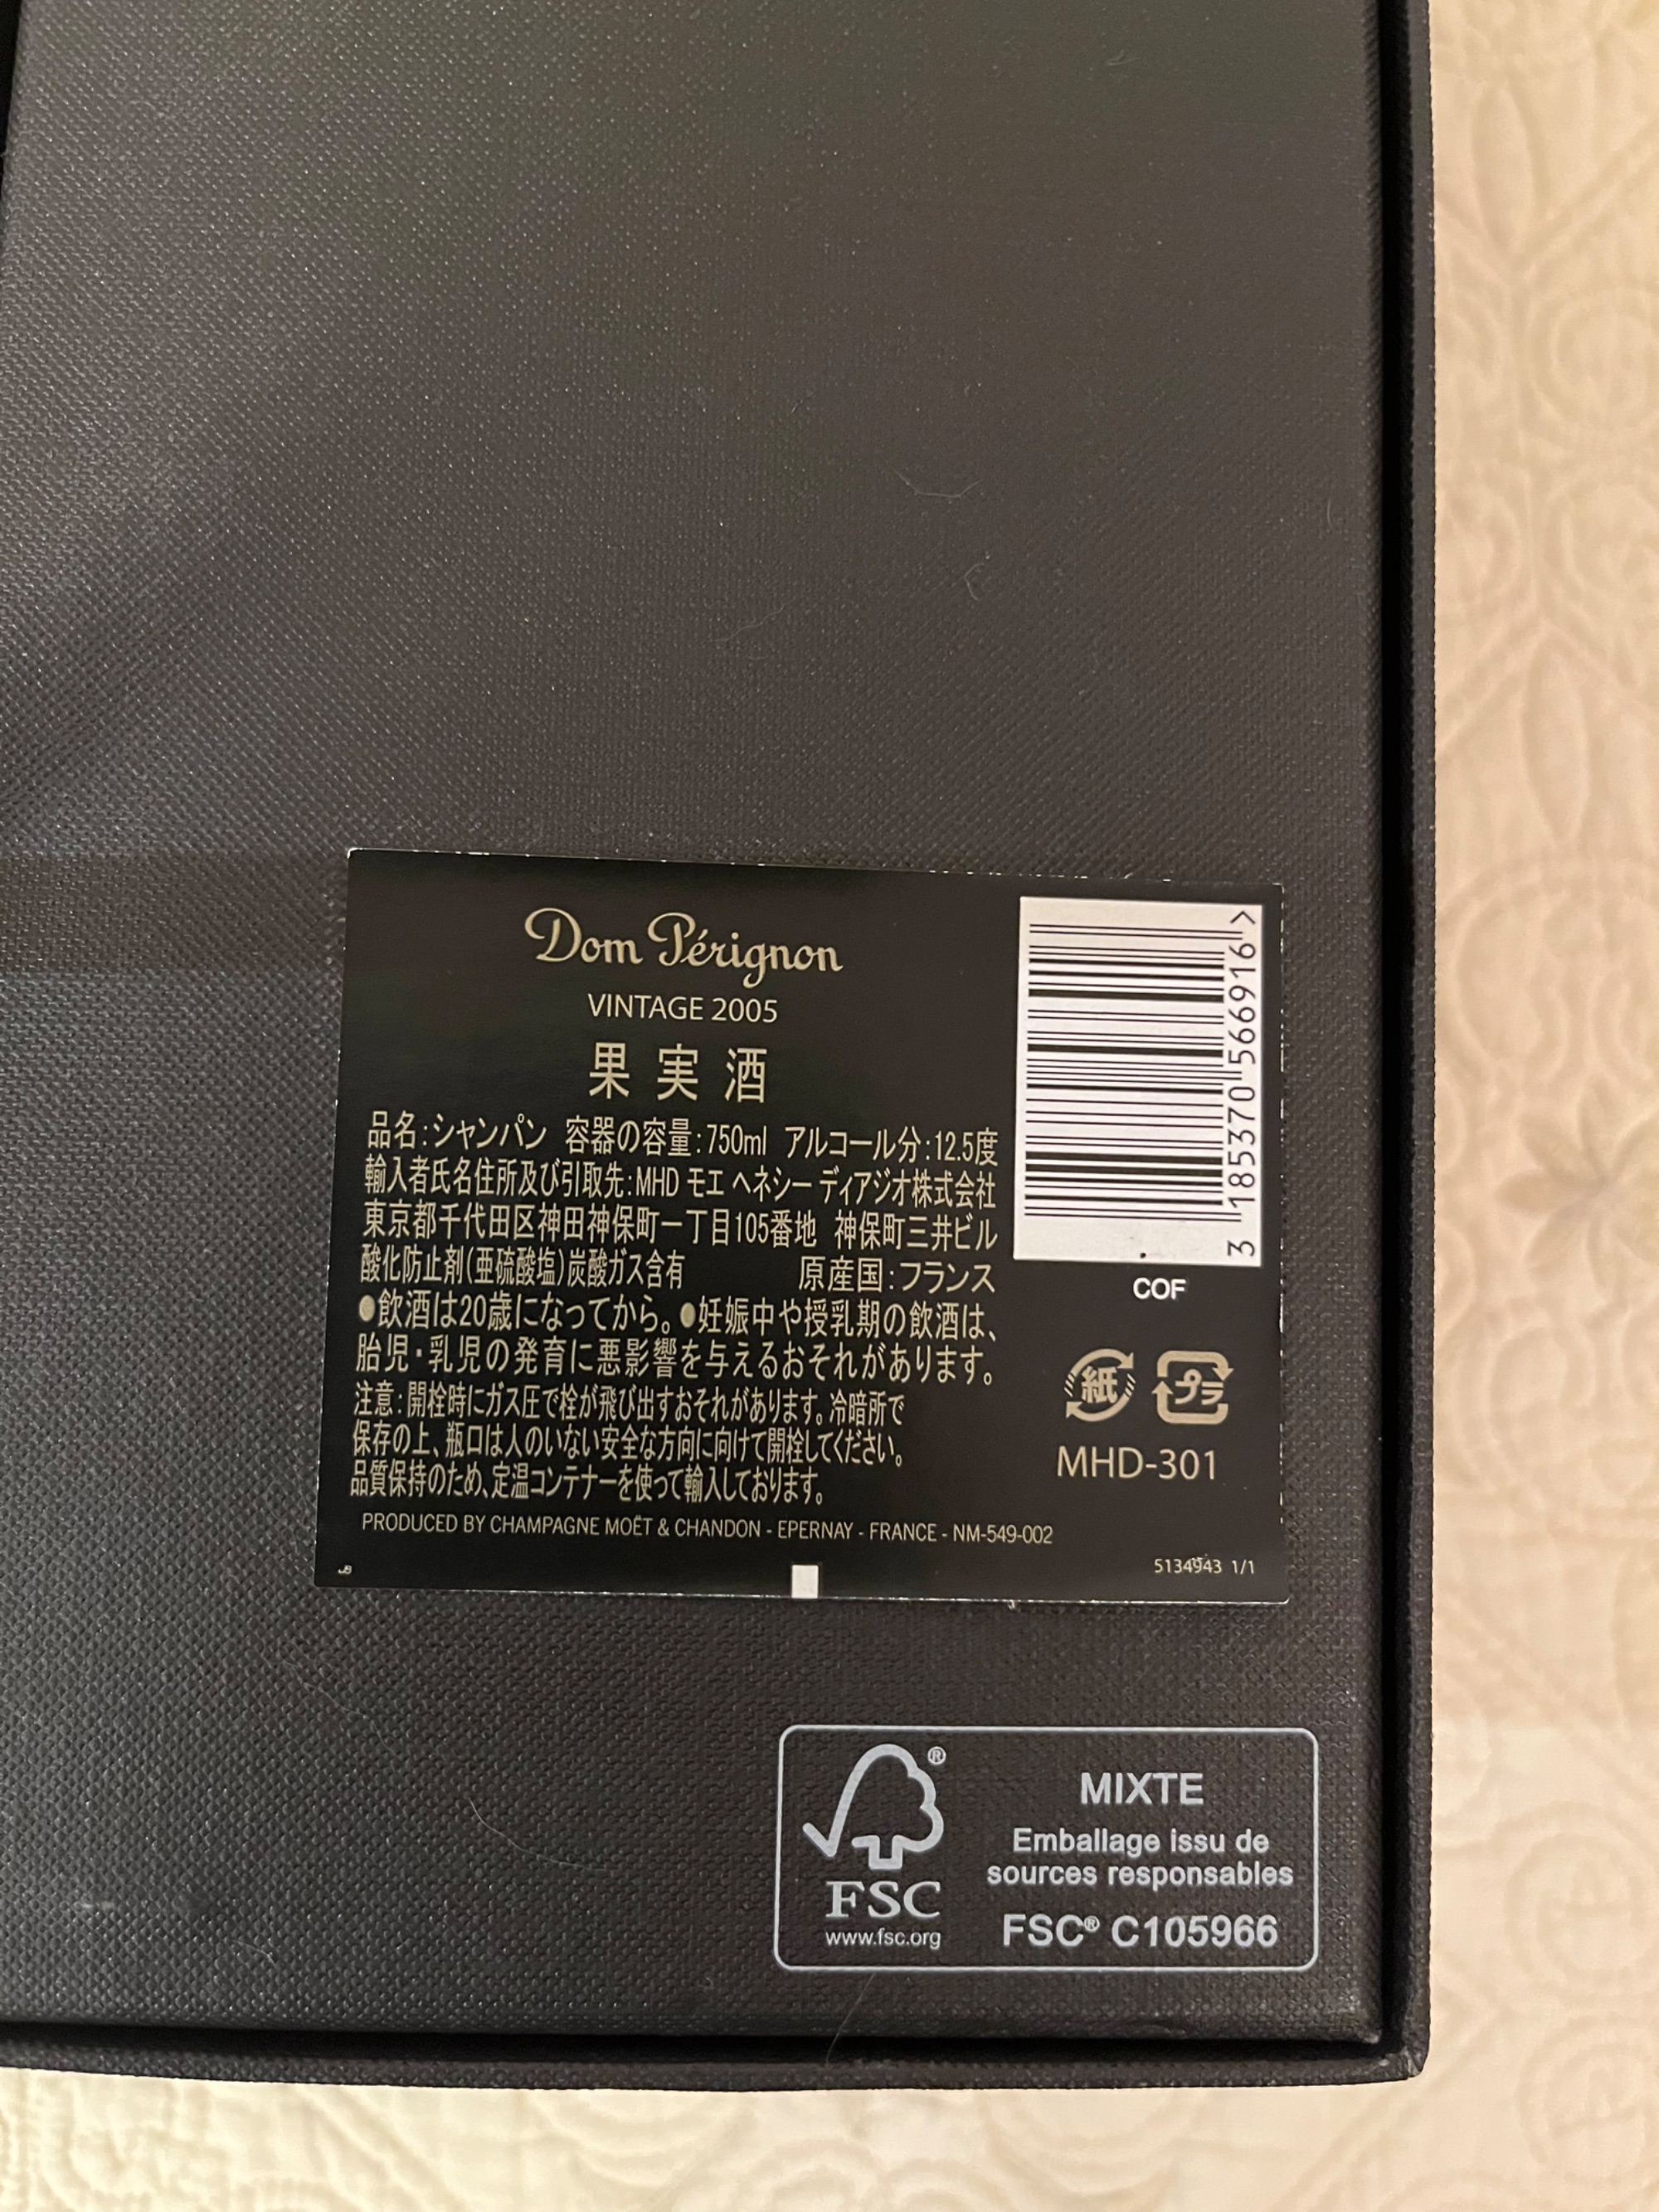 Dom Pérignon
VINTAGE 2005
果実酒
品名:シャンパン 容器の容量:750ml アルコール分:12.5度
輸入者氏名住所及び引取先:MHD モエ ヘネシー ディアジオ株式会社
東京都千代田区神田神保町一丁目105番地 神保町三井ビル
酸化防止剤(亜硫酸塩)炭酸ガス含有 原産国:フランス
●飲酒は20歳になってから。●妊娠中や授乳期の飲酒は、
胎児・乳児の発育に悪影響を与えるおそれがあります。
注意:開栓時にガス圧で栓が飛び出すおそれがあります。冷暗所で
保存の上、瓶口は人のいない安全な方向に向けて開栓してください。
品質保持のため、定温コンテナーを使って輸入しております。
PRODUCED BY CHAMPAGNE MOËT & CHANDON - EPERNAY - FRANCE - NM-549-002
3 185370 566916 >
COF
紙 プラ
MHD-301
JB
5134943 1/1
FSC®
www.fsc.org
MIXTE
Emballage issu de
sources responsables
FSC® C105966